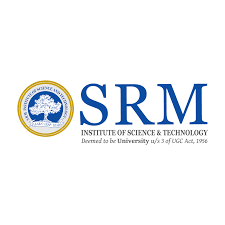 SRM
INSTITUTE OF SCIENCE & TECHNOLOGY
Deemed to be University u/s 3 of UGC Act, 1956